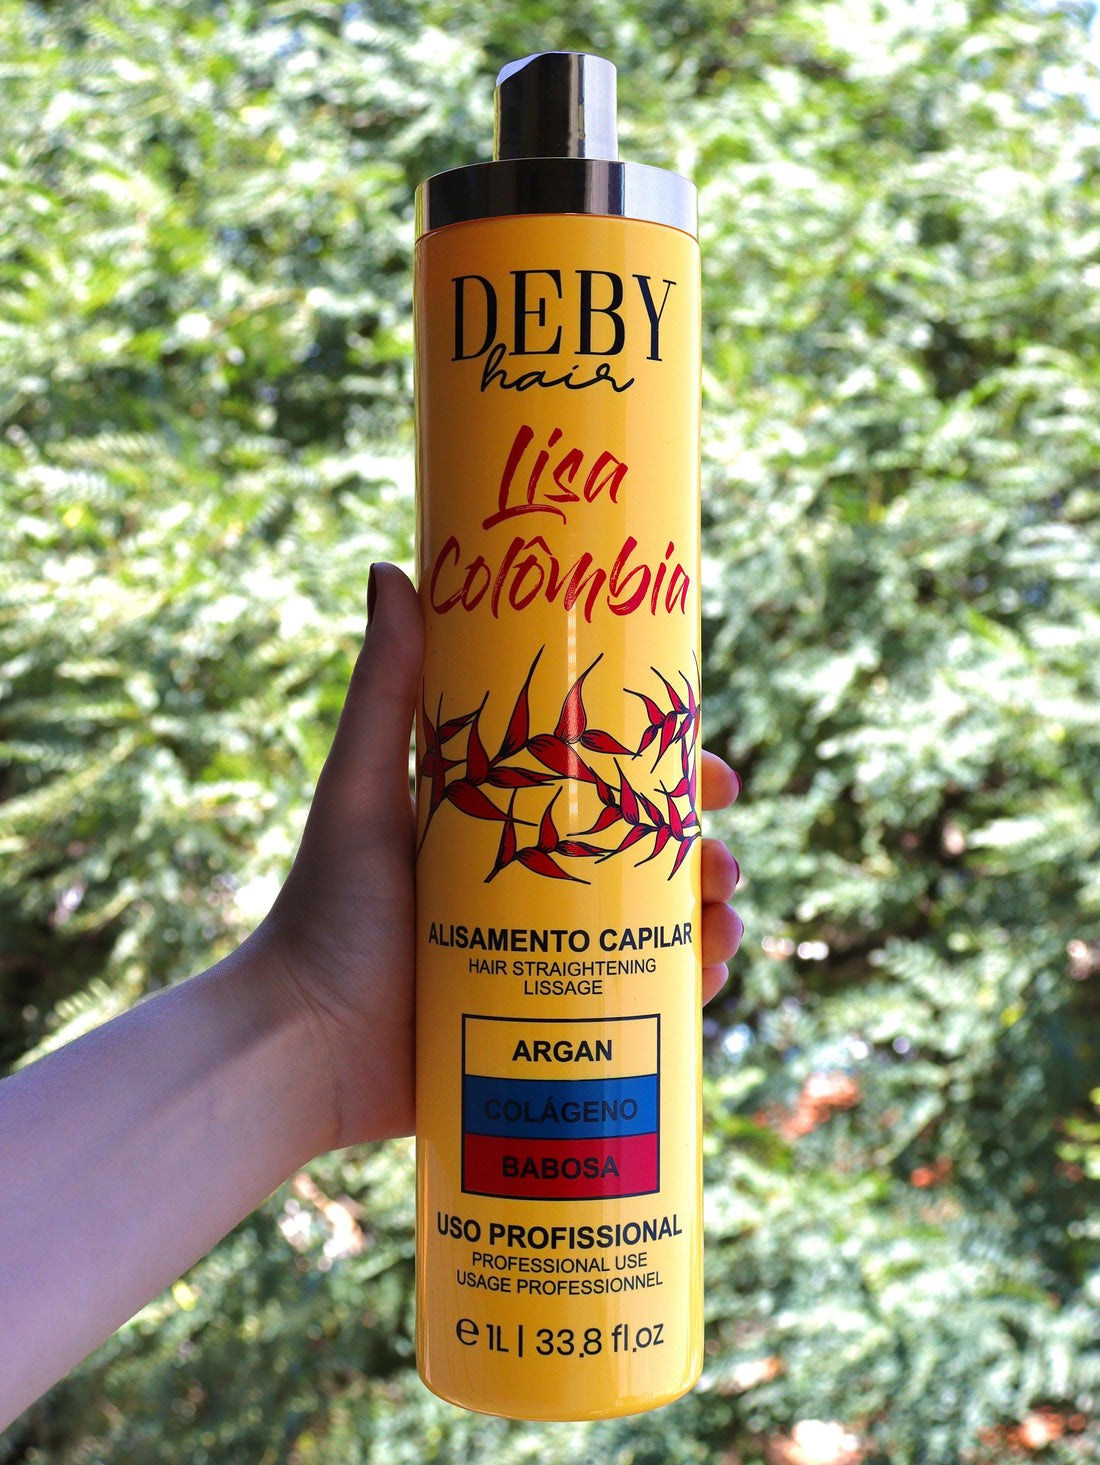 DEBY
hair
Lisa
Colômbia
ALISAMENTO CAPILAR
HAIR STRAIGHTENING
LISSAGE
ARGAN
COLÁGENO
BABOSA
USO PROFISSIONAL
PROFESSIONAL USE
USAGE PROFESSIONNEL
e 1L | 33.8 fl.oz